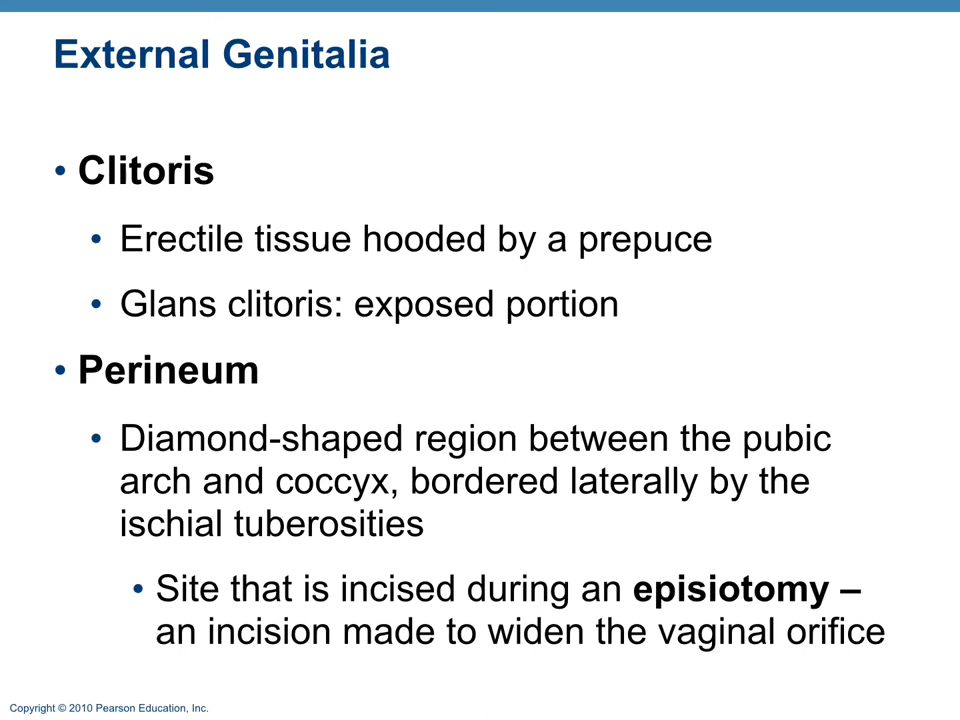 External Genitalia
• Clitoris
• Erectile tissue hooded by a prepuce
• Glans clitoris: exposed portion
• Perineum
• Diamond-shaped region between the pubic
arch and coccyx, bordered laterally by the
ischial tuberosities
• Site that is incised during an episiotomy –
an incision made to widen the vaginal orifice
Copyright © 2010 Pearson Education, Inc.